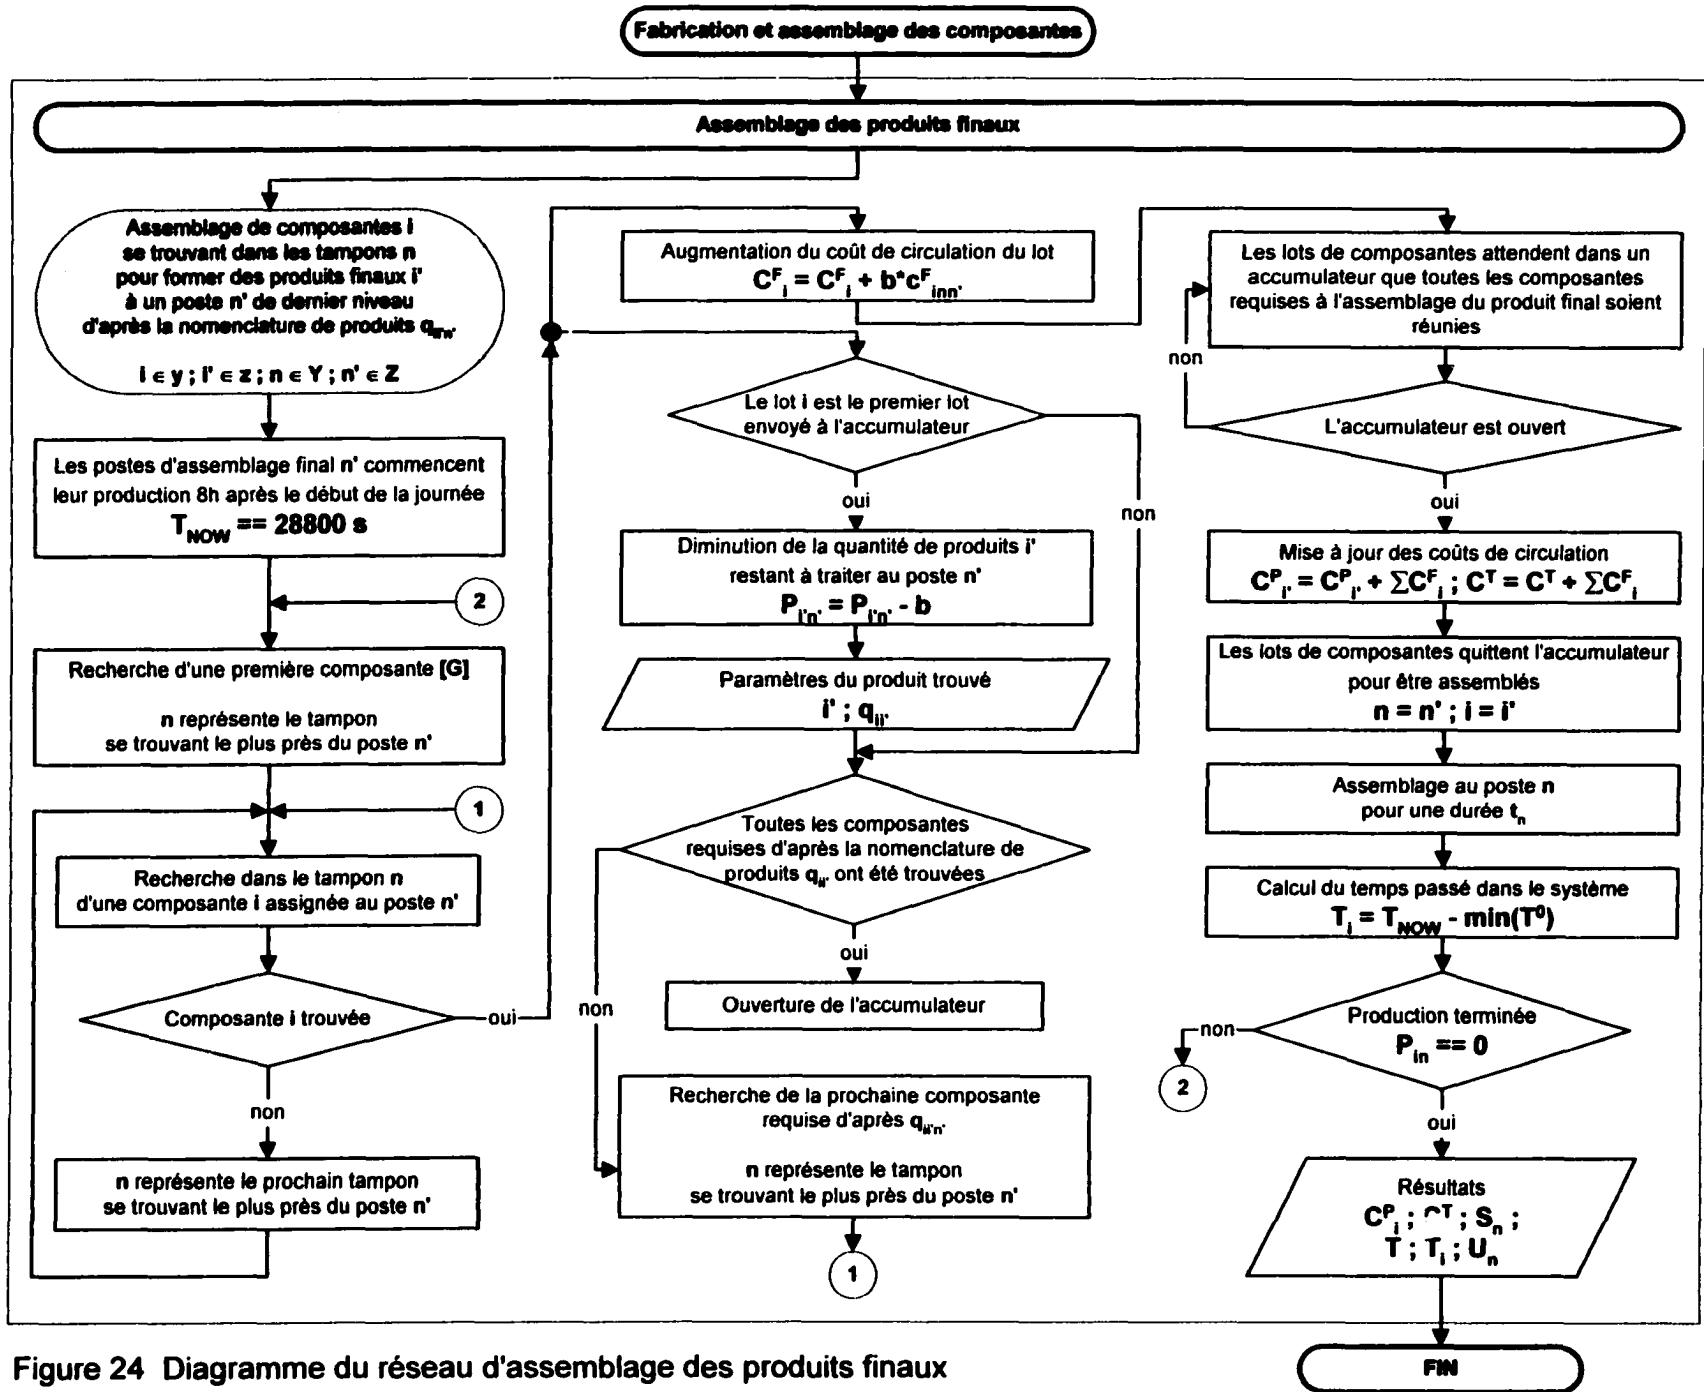 Fabrication et assemblage des composantes
Assemblage des produits finaux
Assemblage de composantes i
se trouvant dans les tampons n
pour former des produits finaux i'
à un poste n' de dernier niveau
d'après la nomenclature de produits q_ii'n'
i ∈ y ; i' ∈ z ; n ∈ Y ; n' ∈ Z
Les postes d'assemblage final n' commencent
leur production 8h après le début de la journée
T_NOW == 28800 s
2
Recherche d'une première composante [G]
n représente le tampon
se trouvant le plus près du poste n'
1
Recherche dans le tampon n
d'une composante i assignée au poste n'
Composante i trouvée
oui
non
n représente le prochain tampon
se trouvant le plus près du poste n'
Augmentation du coût de circulation du lot
C^F_i = C^F_i + b*c^F_inn'
Le lot i est le premier lot
envoyé à l'accumulateur
oui
non
Diminution de la quantité de produits i'
restant à traiter au poste n'
P_i'n' = P_i'n' - b
Paramètres du produit trouvé
i' ; q_ii'
Toutes les composantes
requises d'après la nomenclature de
produits q_ii' ont été trouvées
oui
non
Ouverture de l'accumulateur
Recherche de la prochaine composante
requise d'après q_ii'n'
n représente le tampon
se trouvant le plus près du poste n'
1
Les lots de composantes attendent dans un
accumulateur que toutes les composantes
requises à l'assemblage du produit final soient
réunies
non
L'accumulateur est ouvert
oui
Mise à jour des coûts de circulation
C^P_i' = C^P_i' + ∑C^F_i ; C^T = C^T + ∑C^F_i
Les lots de composantes quittent l'accumulateur
pour être assemblés
n = n' ; i = i'
Assemblage au poste n
pour une durée t_n
Calcul du temps passé dans le système
T_i = T_NOW - min(T^0)
Production terminée
P_in == 0
non
2
oui
Résultats
C^P_i ; ^T ; S_n ;
T ; T_i ; U_n
FIN
Figure 24 Diagramme du réseau d'assemblage des produits finaux